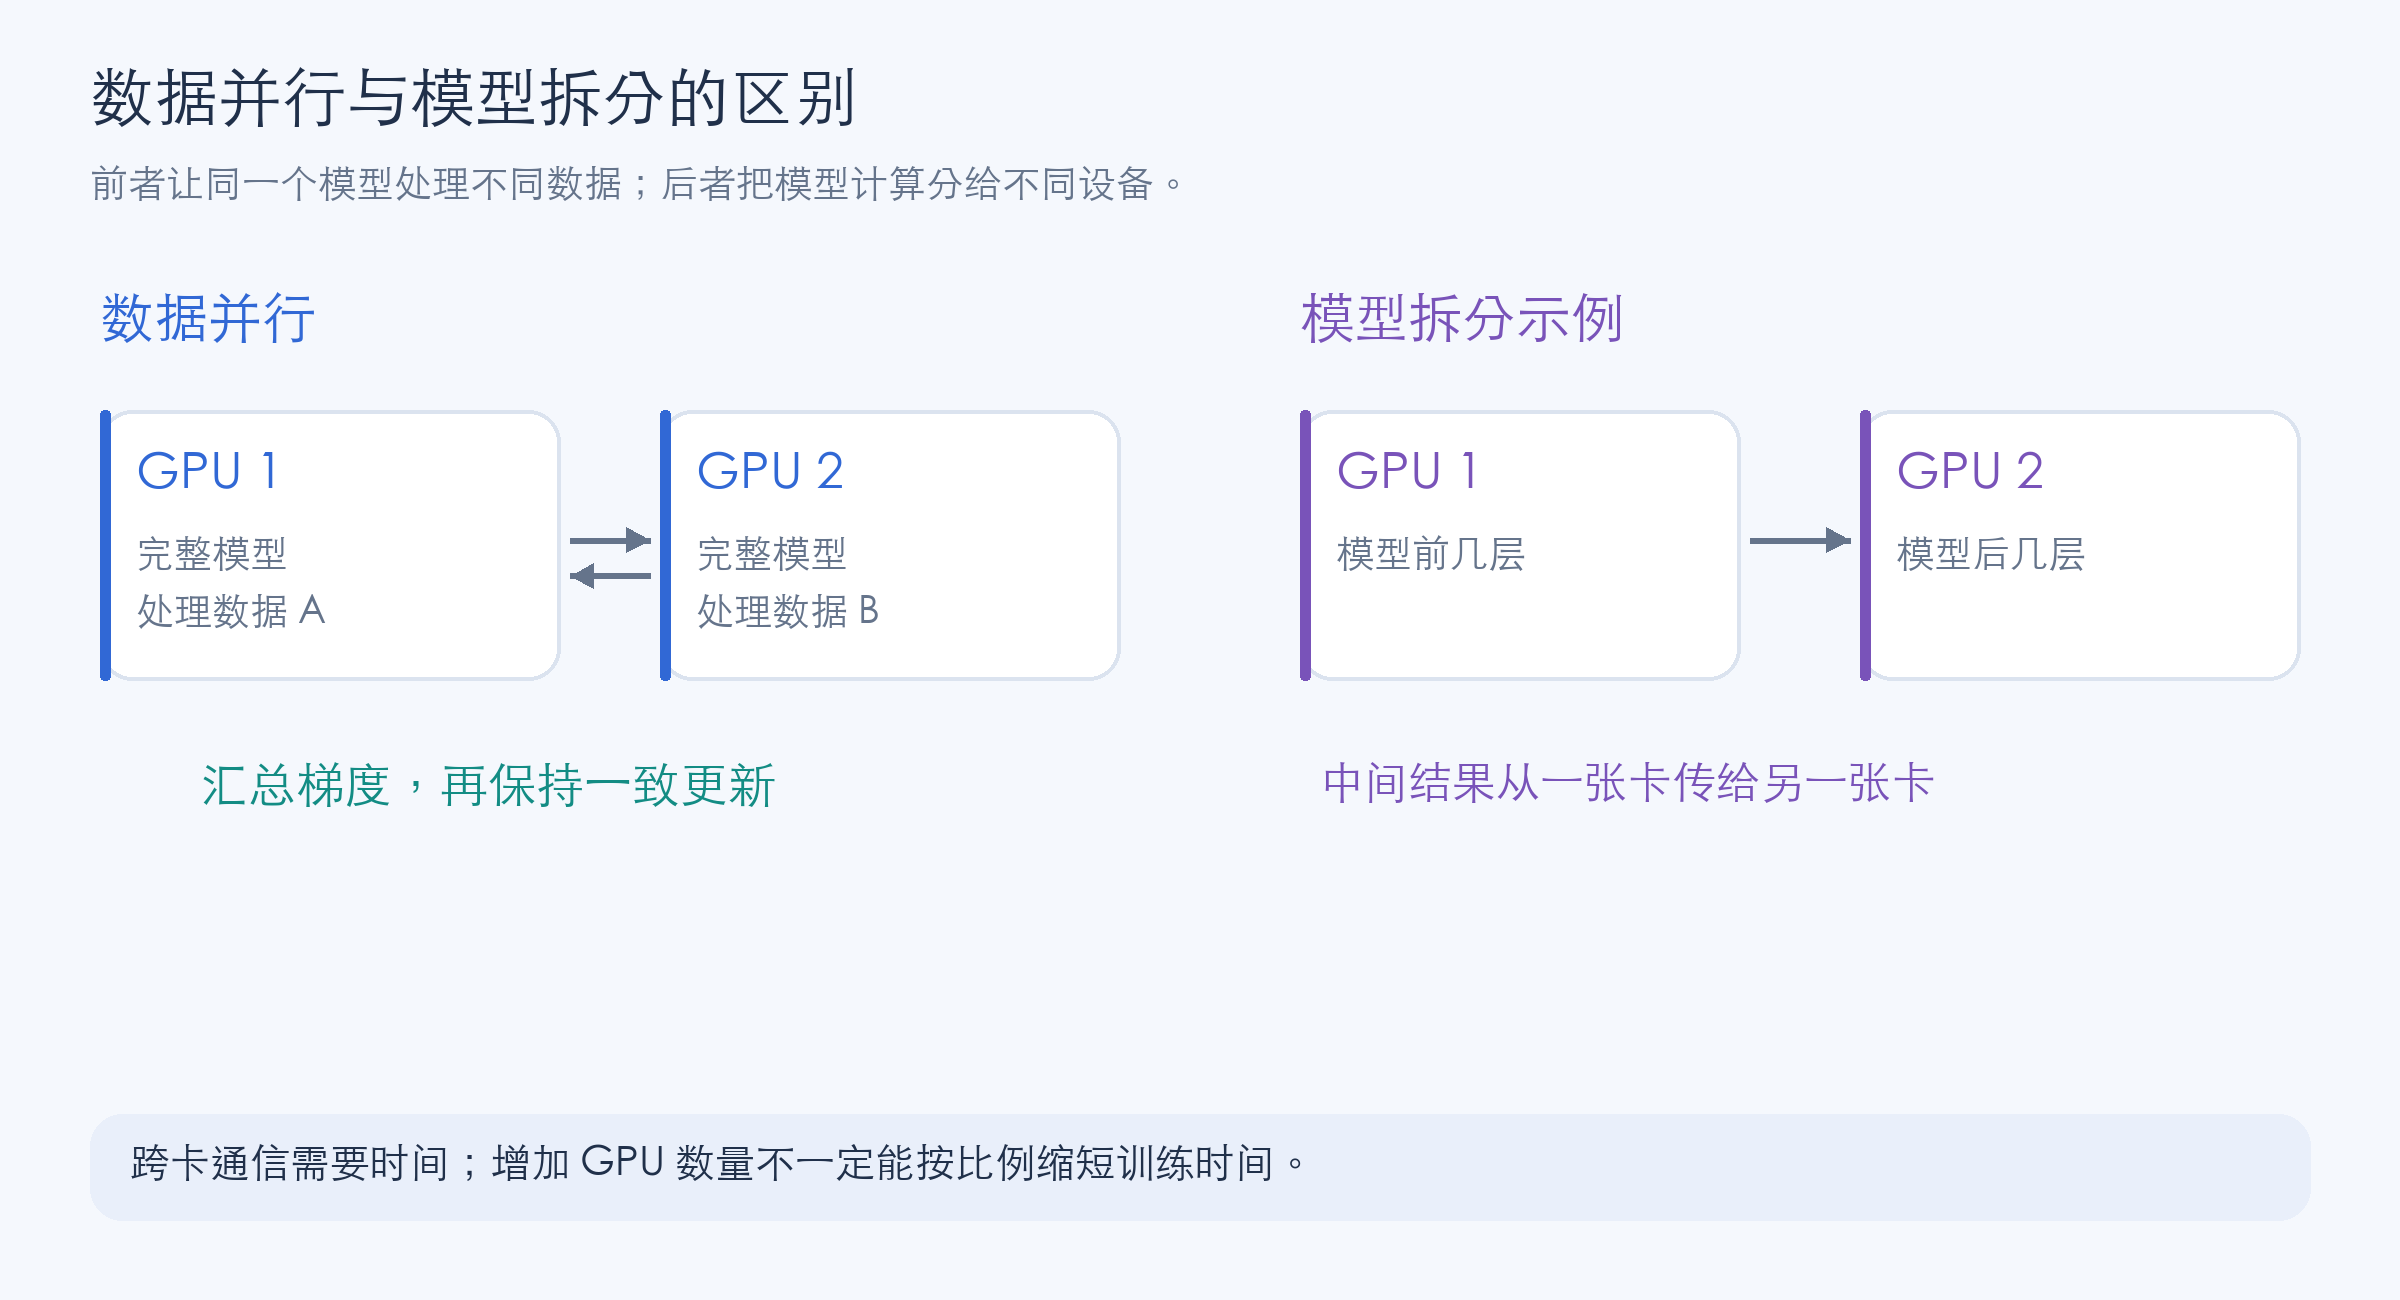 数据并行与模型拆分的区别
前者让同一个模型处理不同数据；后者把模型计算分给不同设备。
数据并行
GPU 1
完整模型
处理数据 A
GPU 2
完整模型
处理数据 B
汇总梯度，再保持一致更新
模型拆分示例
GPU 1
模型前几层
GPU 2
模型后几层
中间结果从一张卡传给另一张卡
跨卡通信需要时间；增加 GPU 数量不一定能按比例缩短训练时间。